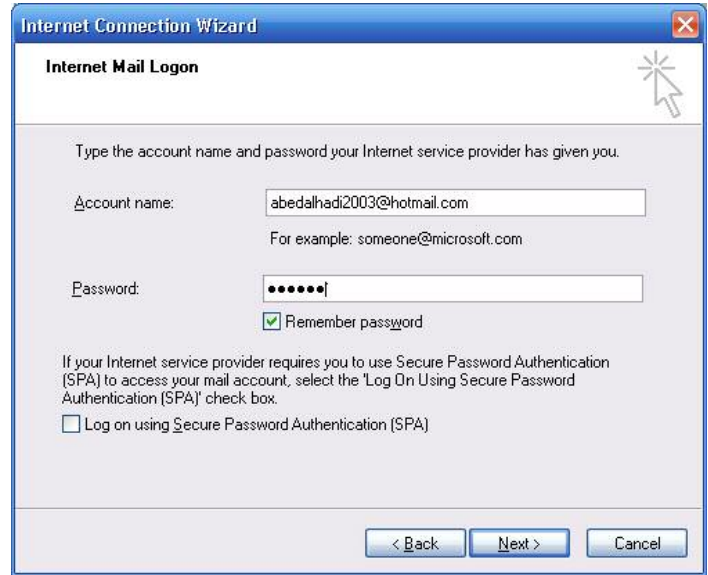 Internet Connection Wizard
Internet Mail Logon
Type the account name and password your Internet service provider has given you.
Account name:
abedalhadi2003@hotmail.com
For example: someone@microsoft.com
Password:
●●●●●●
Remember password
If your Internet service provider requires you to use Secure Password Authentication
(SPA) to access your mail account, select the 'Log On Using Secure Password
Authentication (SPA)' check box.
Log on using Secure Password Authentication (SPA)
< Back Next > Cancel